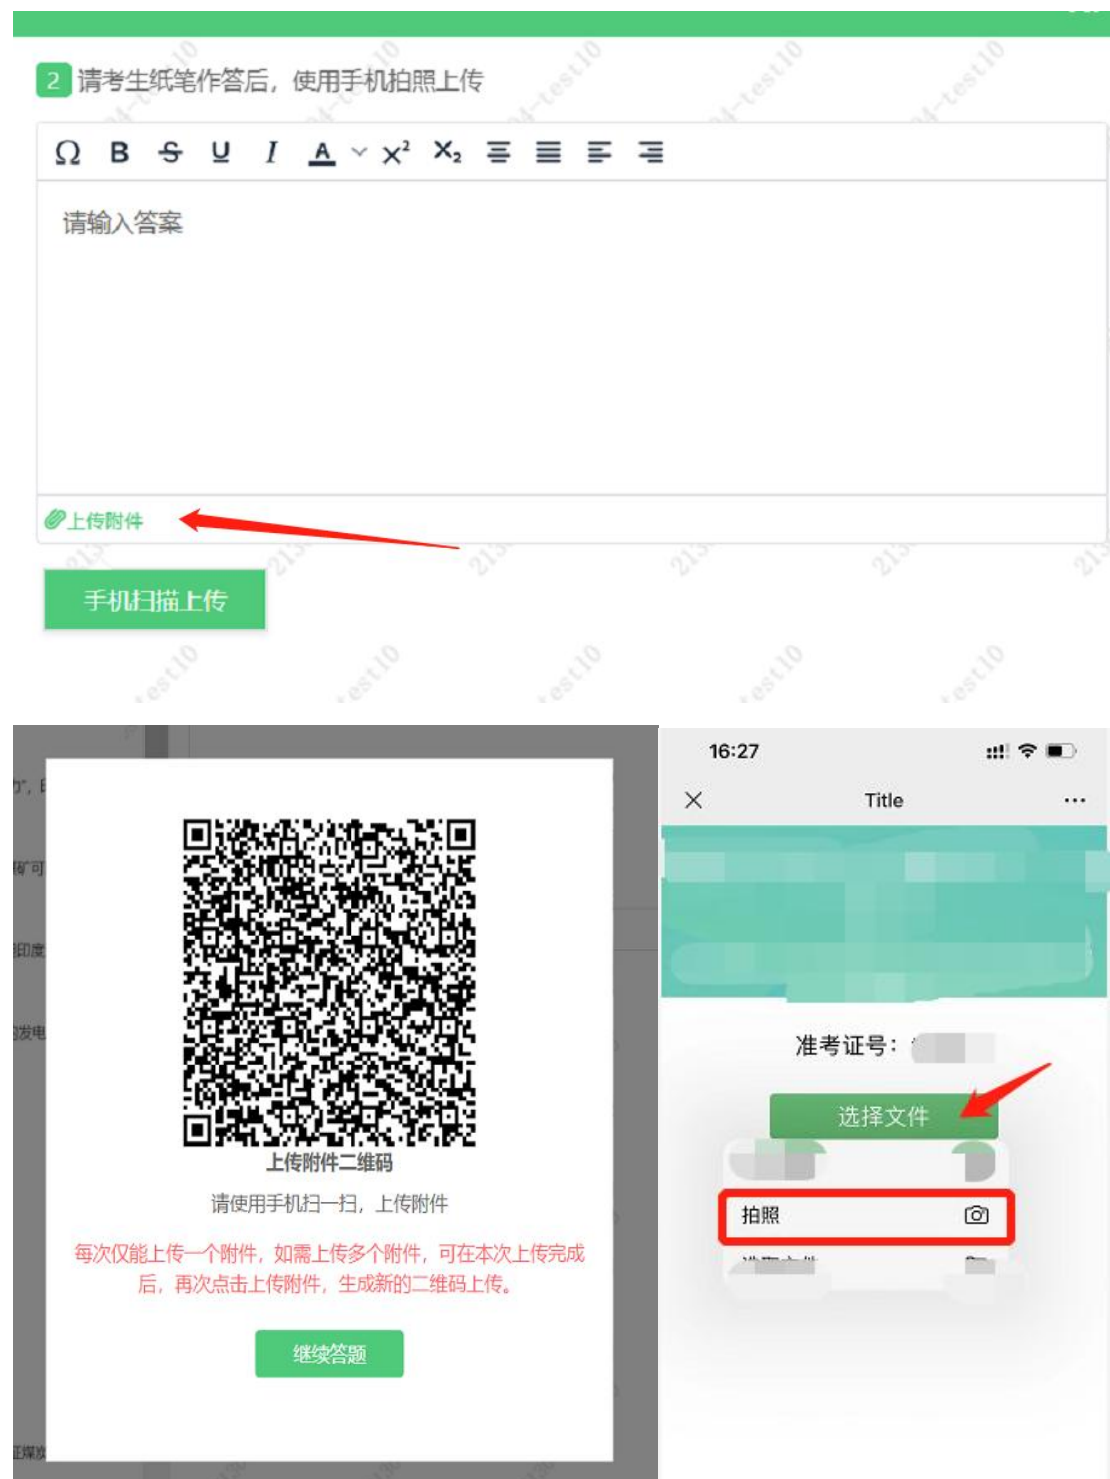 2 请考生纸笔作答后，使用手机拍照上传
Ω B S U I A X² X₂
请输入答案
上传附件
手机扫描上传
上传附件二维码
请使用手机扫一扫，上传附件
每次仅能上传一个附件，如需上传多个附件，可在本次上传完成
后，再次点击上传附件，生成新的二维码上传。
继续答题
16:27
Title
准考证号：
选择文件
拍照